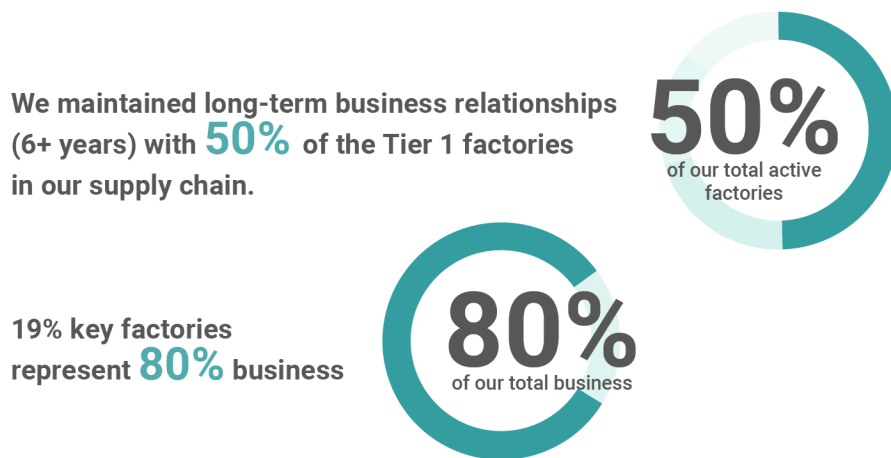 We maintained long-term business relationships
(6+ years) with 50% of the Tier 1 factories
in our supply chain.
50%
of our total active
factories
19% key factories
represent 80% business
80%
of our total business